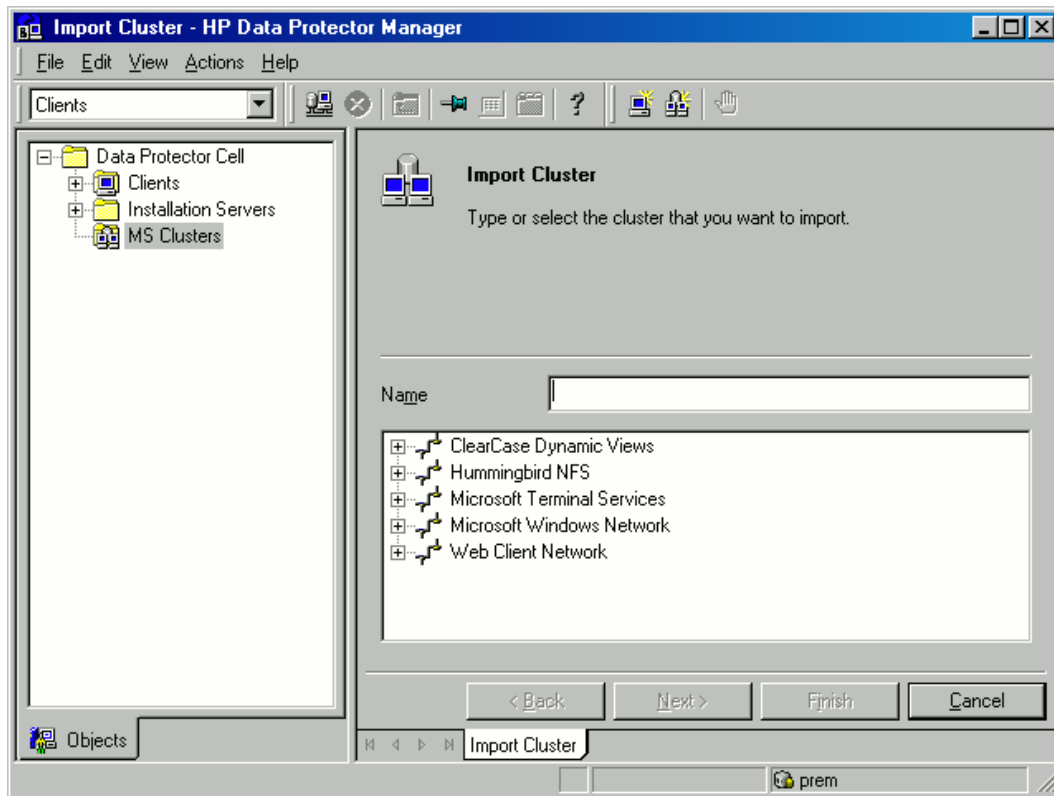 Import Cluster - HP Data Protector Manager
File Edit View Actions Help
Clients
Data Protector Cell
Clients
Installation Servers
MS Clusters
Objects
Import Cluster
Type or select the cluster that you want to import.
Name
ClearCase Dynamic Views
Hummingbird NFS
Microsoft Terminal Services
Microsoft Windows Network
Web Client Network
< Back Next > Finish Cancel
Import Cluster
prem